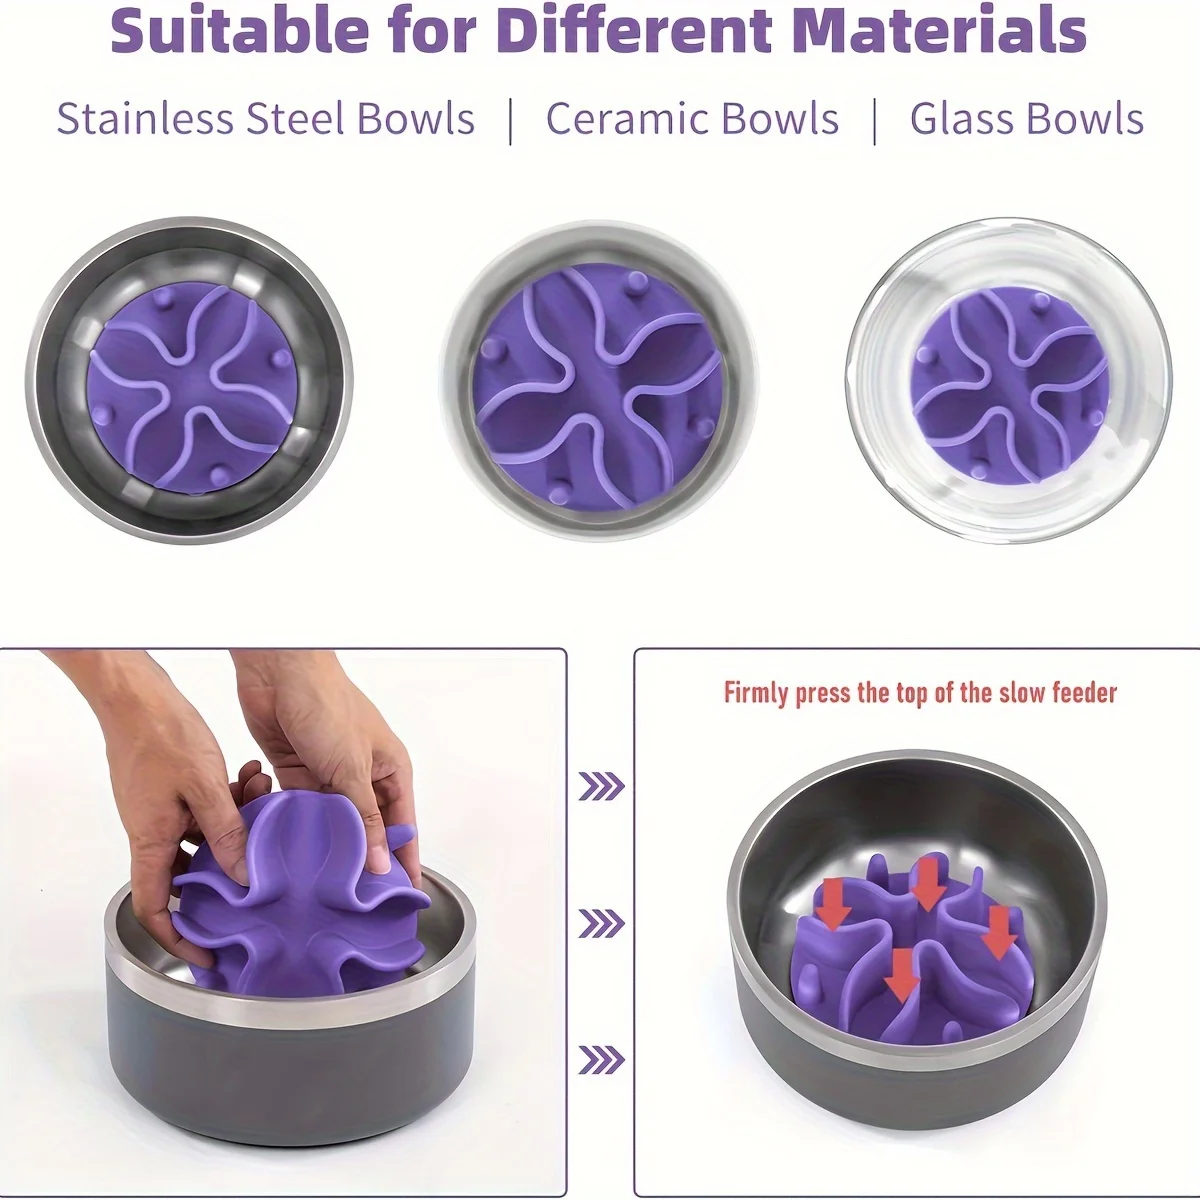 Suitable for Different Materials
Stainless Steel Bowls | Ceramic Bowls | Glass Bowls
Firmly press the top of the slow feeder